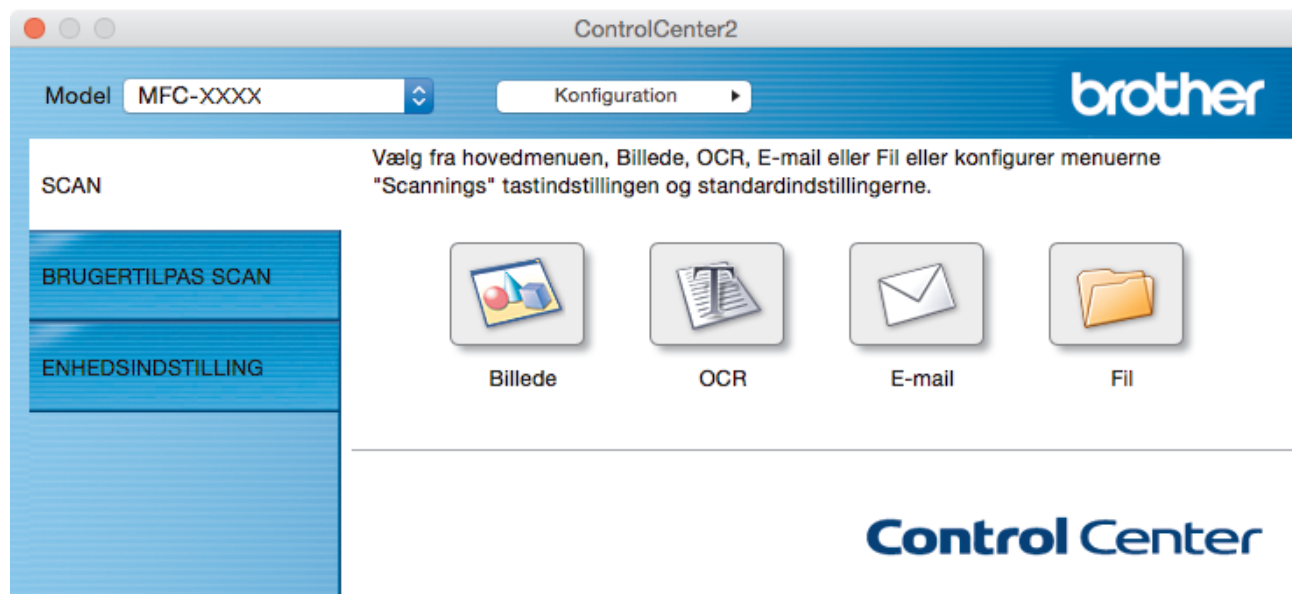 ControlCenter2
Model MFC-XXXX Konfiguration brother
SCAN
Vælg fra hovedmenuen, Billede, OCR, E-mail eller Fil eller konfigurer menuerne
"Scannings" tastindstillingen og standardindstillingerne.
BRUGERTILPAS SCAN
ENHEDSINDSTILLING
T
Billede OCR E-mail Fil
Control Center